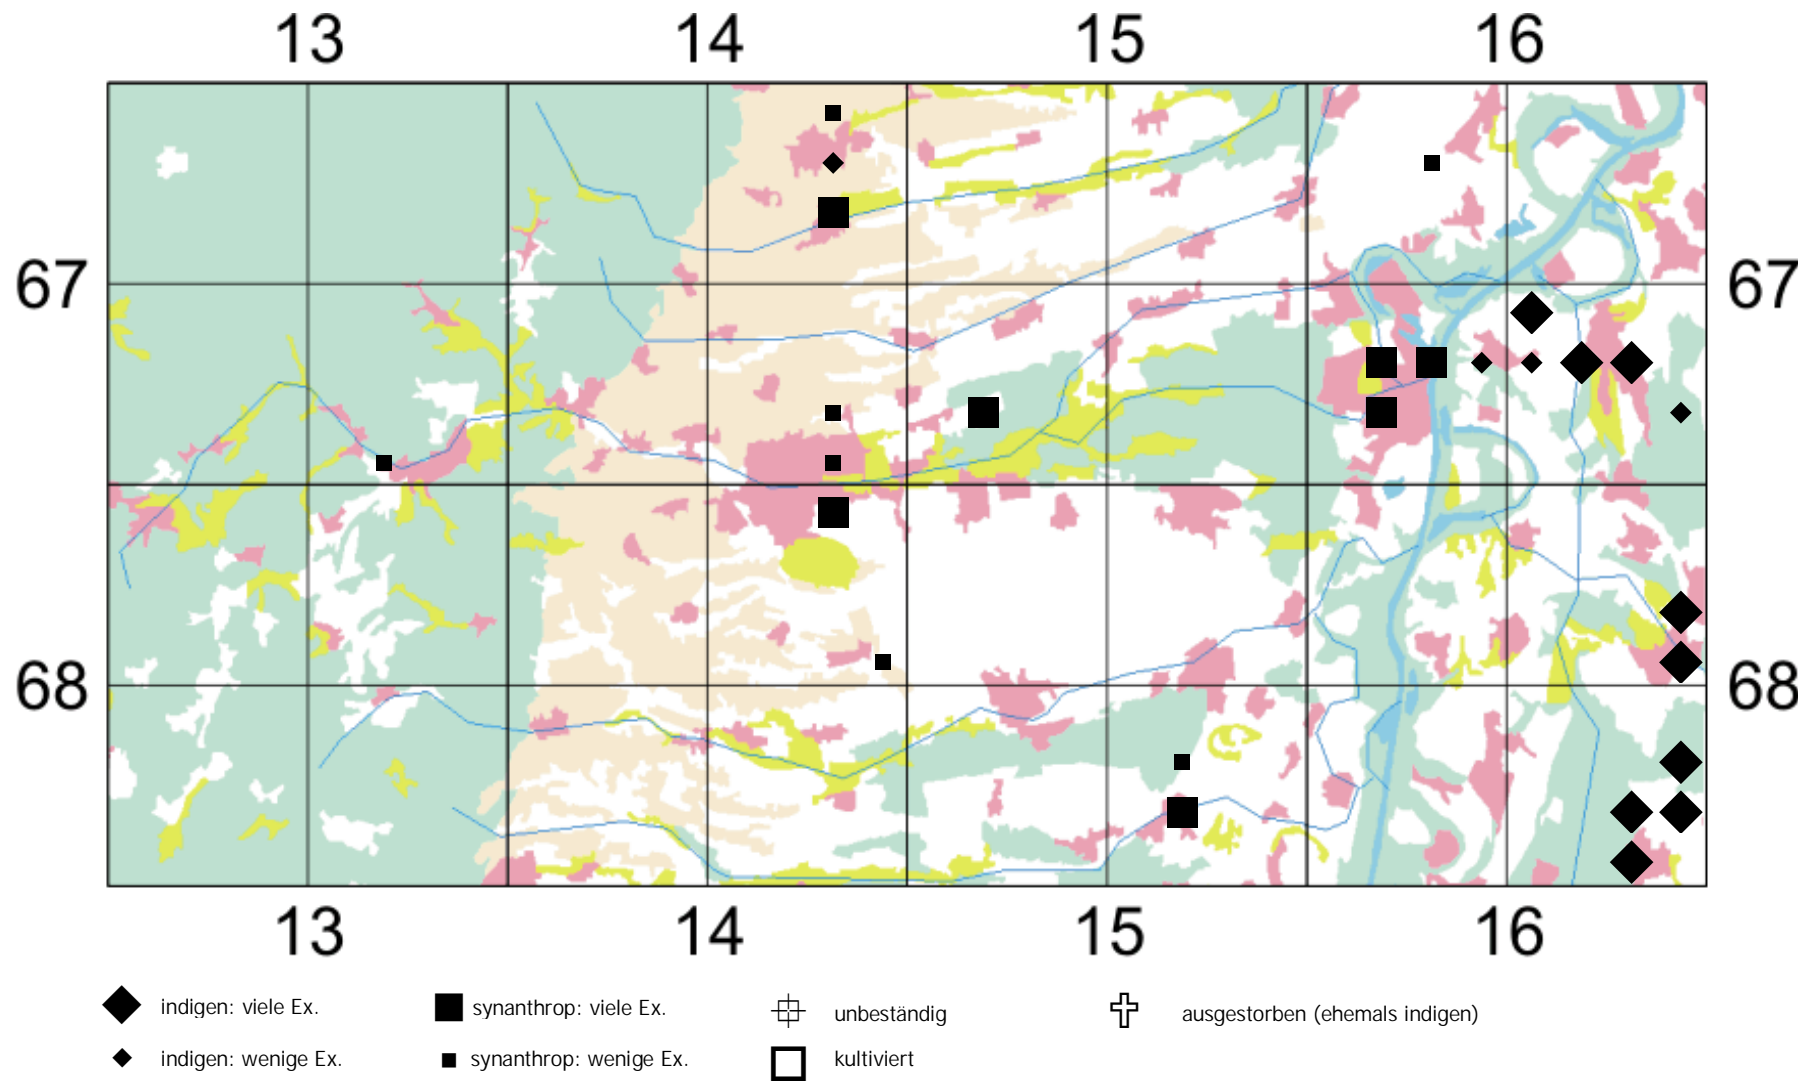 13 14 15 16
67 67
68 68
13 14 15 16
indigen: viele Ex. synanthrop: viele Ex. unbeständig ausgestorben (ehemals indigen)
indigen: wenige Ex. synanthrop: wenige Ex. kultiviert